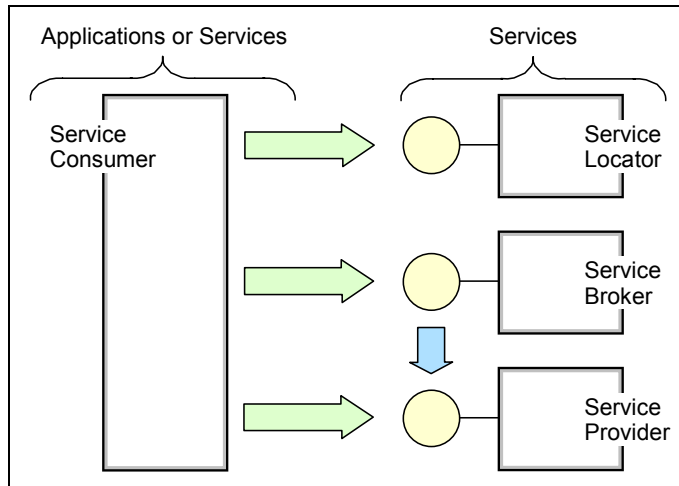 Applications or Services
Services
Service
Consumer
Service
Locator
Service
Broker
Service
Provider